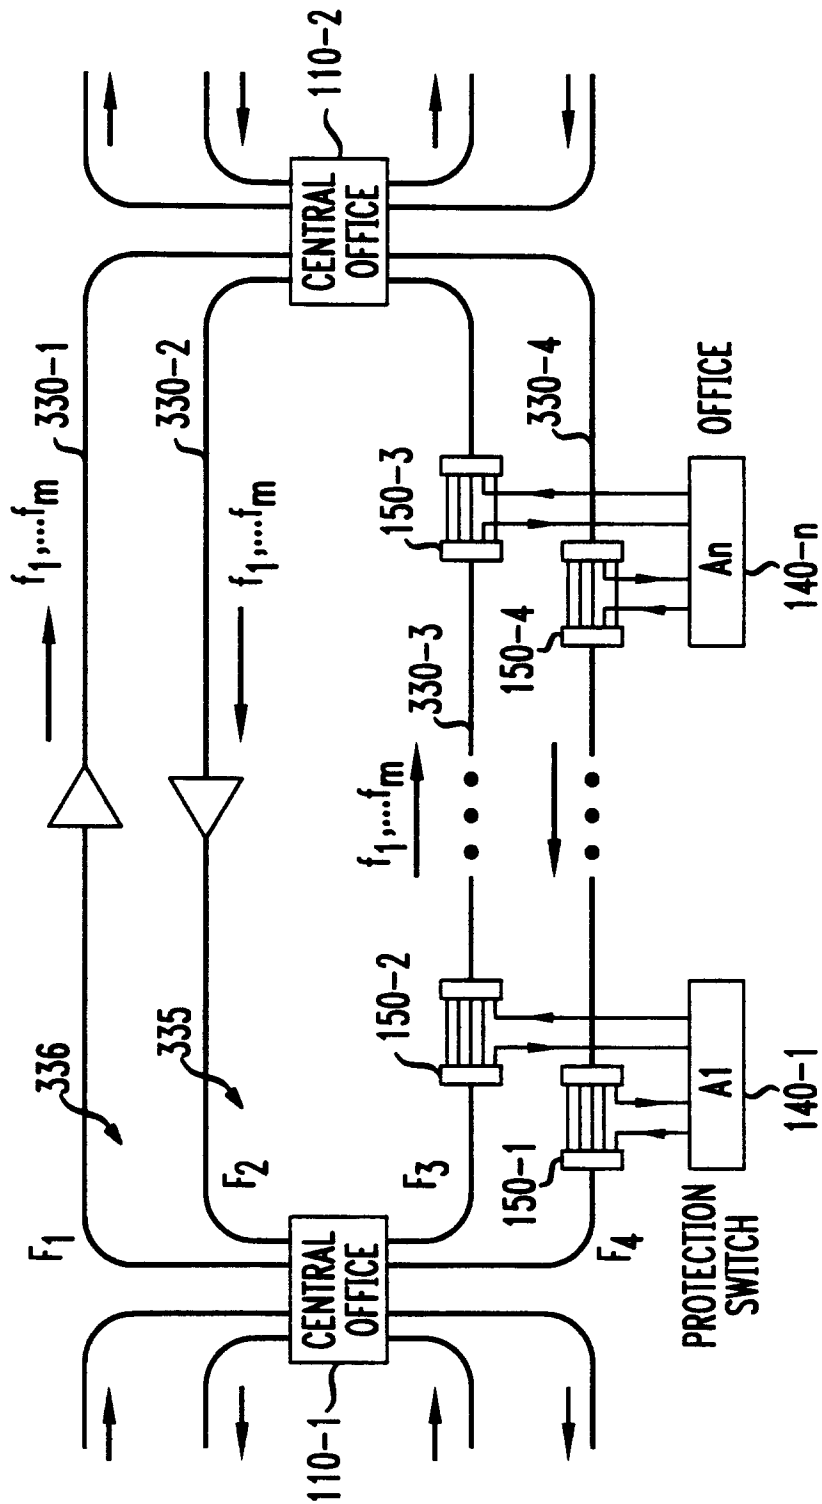 F1
336
f1,...fm
330-1
F2
335
f1,...fm
330-2
110-1
CENTRAL
OFFICE
CENTRAL
OFFICE
110-2
F3
150-2
f1,...fm
330-3
150-3
F4
150-1
150-4
330-4
PROTECTION
SWITCH
A1
140-1
An
140-n
OFFICE